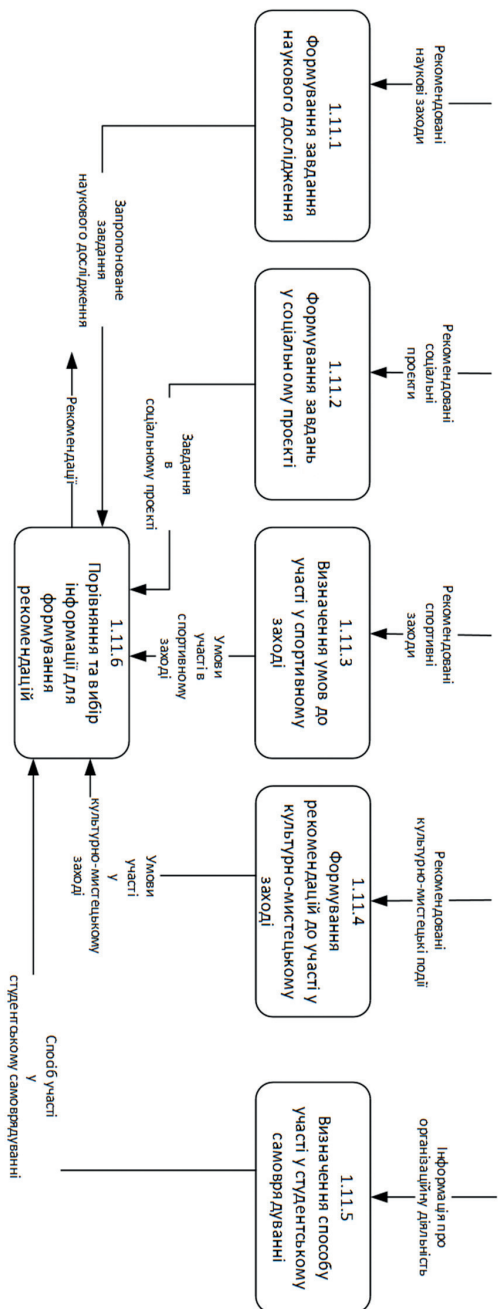 Рекомендовані
наукові заходи
Рекомендовані
соціальні
проєкти
Рекомендовані
спортивні
заходи
Рекомендовані
культурно-мистецькі події
Інформація про
організаційну діяльність
1.11.1
Формування завдання
наукового дослідження
1.11.2
Формування завдань
у соціальному проєкті
1.11.3
Визначення умов до
участі у спортивному
заході
1.11.4
Формування
рекомендацій до участі у
культурно-мистецькому
заході
1.11.5
Визначення способу
участі у студентському
самоврядуванні
Запропоноване
завдання
наукового дослідження
Завдання
в
соціальному проєкті
Умови
участі в
спортивному
заході
Умови
участі
у
культурно-мистецькому
заході
Спосіб участі
у
студентському самоврядуванні
Рекомендації
1.11.6
Порівняння та вибір
інформації для
формування
рекомендацій